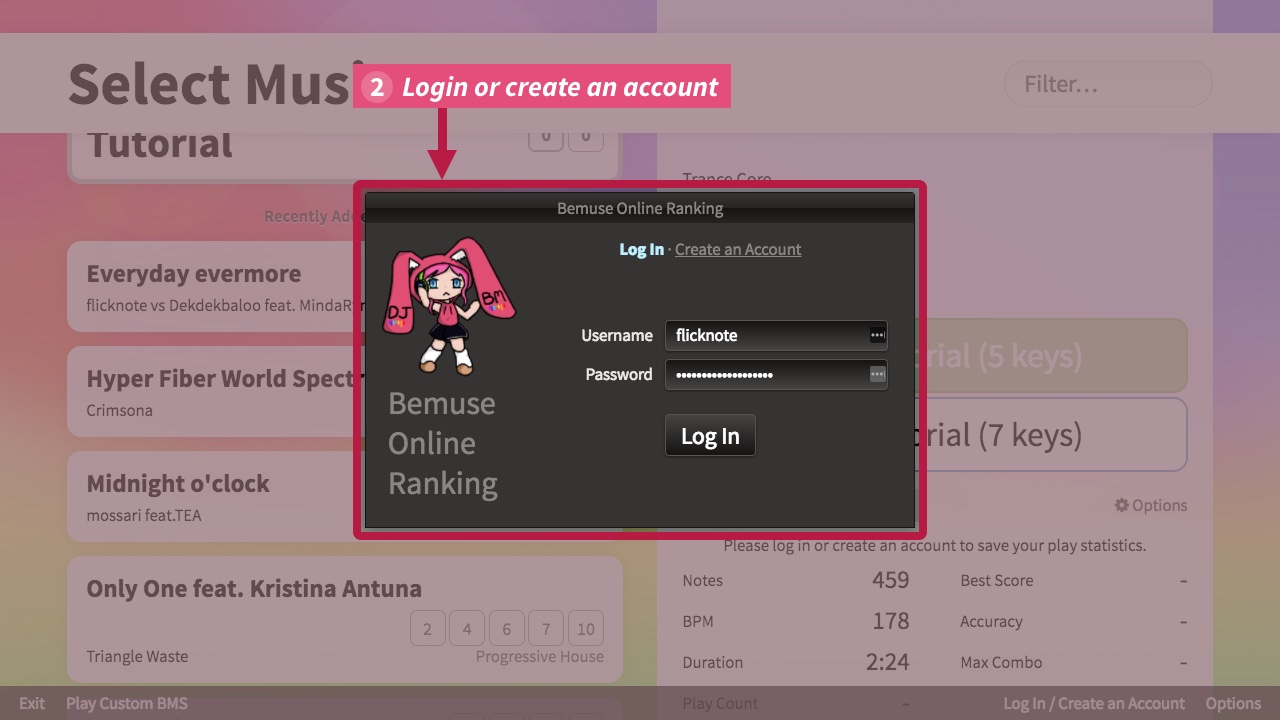 Select Musi
2 Login or create an account
Filter…
Tutorial
0 0
Trance Core
Recently Adde
Everyday evermore
flicknote vs Dekdekbaloo feat. MindaRyn
Hyper Fiber World Spectr
Crimsona
Midnight o'clock
mossari feat.TEA
Only One feat. Kristina Antuna
2 4 6 7 10
Triangle Waste
Progressive House
Bemuse Online Ranking
Log In · Create an Account
DJ
BM
Username flicknote
Password •••••••••••••••••••
Log In
Bemuse
Online
Ranking
rial (5 keys)
orial (7 keys)
Options
Please log in or create an account to save your play statistics.
Notes 459 Best Score -
BPM 178 Accuracy -
Duration 2:24 Max Combo -
Play Count -
Exit Play Custom BMS Log In / Create an Account Options